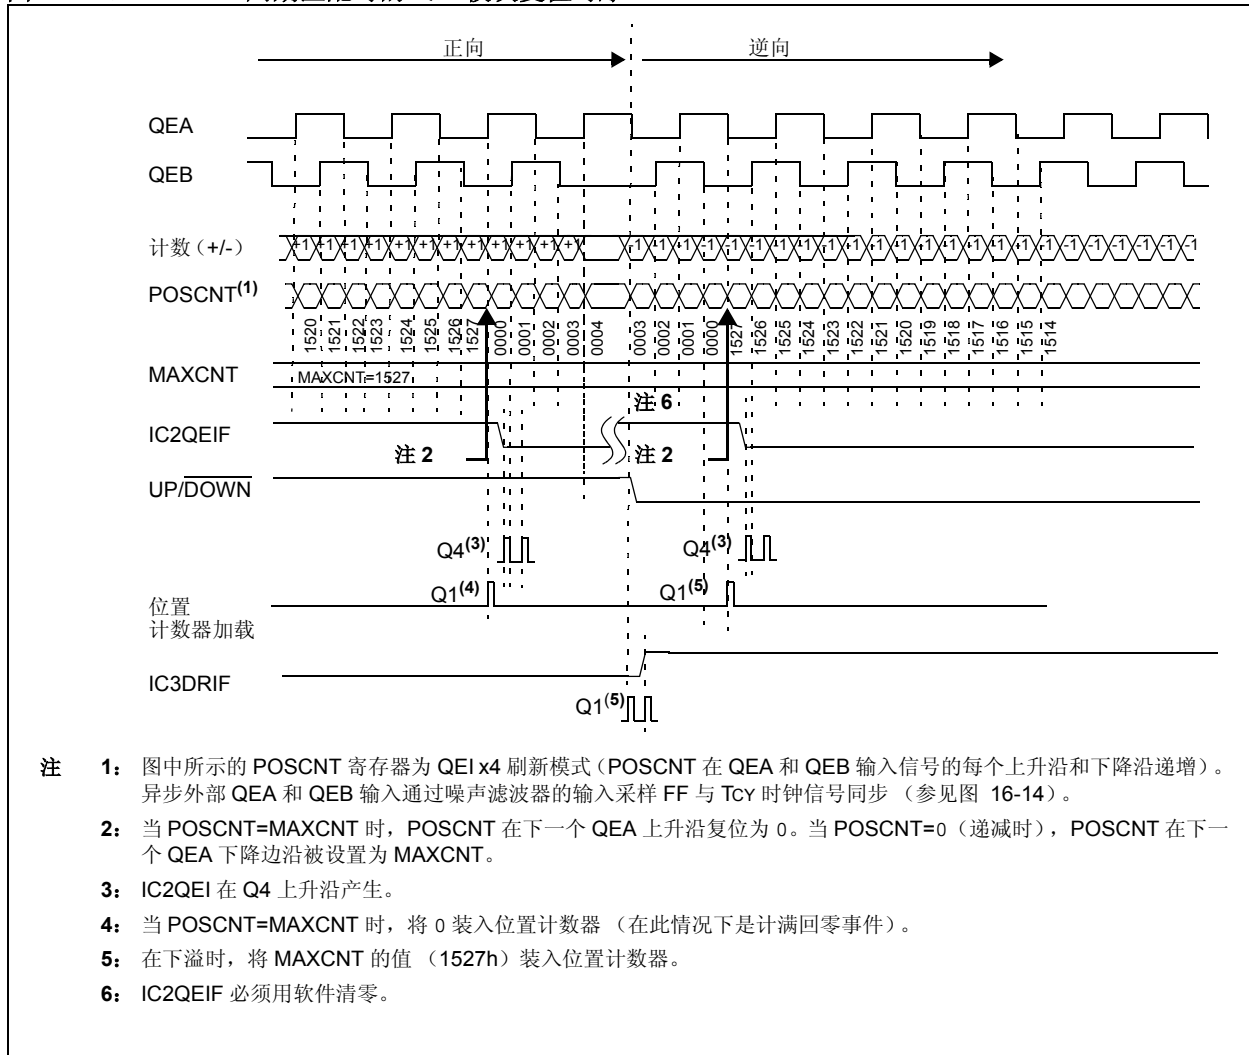 正向 逆向
QEA
QEB
计数（+/-） +1 +1 +1 +1 +1 +1 +1 +1 +1 +1 +1 +1 -1 -1 -1 -1 -1 -1 -1 -1 -1 -1 -1 -1 -1 -1 -1 -1 -1 -1 -1 -1 -1 -1 -1 -1
POSCNT(1)
1520 1521 1522 1523 1524 1525 1526 1527 0000 0001 0002 0003 0004 0003 0002 0001 0000 1527 1526 1525 1524 1523 1522 1521 1520 1519 1518 1517 1516 1515 1514
MAXCNT MAXCNT=1527
注 6
IC2QEIF
注 2 注 2
UP/DOWN
Q4(3) Q4(3)
Q1(4) Q1(5)
位置
计数器加载
IC3DRIF
Q1(5)
注 1： 图中所示的 POSCNT 寄存器为 QEI x4 刷新模式（POSCNT 在 QEA 和 QEB 输入信号的每个上升沿和下降沿递增）。
异步外部 QEA 和 QEB 输入通过噪声滤波器的输入采样 FF 与 TCY 时钟信号同步 （参见图 16-14）。
2： 当 POSCNT=MAXCNT 时，POSCNT 在下一个 QEA 上升沿复位为 0。当 POSCNT=0（递减时），POSCNT 在下一
个 QEA 下降边沿被设置为 MAXCNT。
3： IC2QEI 在 Q4 上升沿产生。
4： 当 POSCNT=MAXCNT 时，将 0 装入位置计数器 （在此情况下是计满回零事件）。
5： 在下溢时，将 MAXCNT 的值 （1527h）装入位置计数器。
6： IC2QEIF 必须用软件清零。